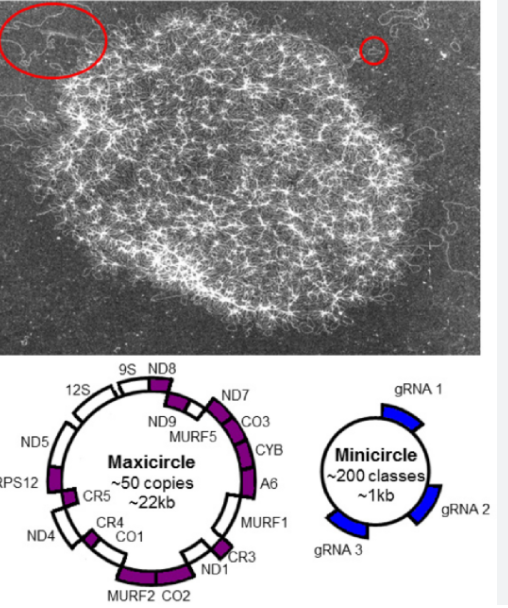 9S
ND8
12S
ND7
ND9
CO3
MURF5
ND5
CYB
Maxicircle
~50 copies
~22kb
RPS12
A6
CR5
CR4
CO1
MURF1
ND4
CR3
ND1
MURF2
CO2
gRNA 1
Minicircle
~200 classes
~1kb
gRNA 2
gRNA 3